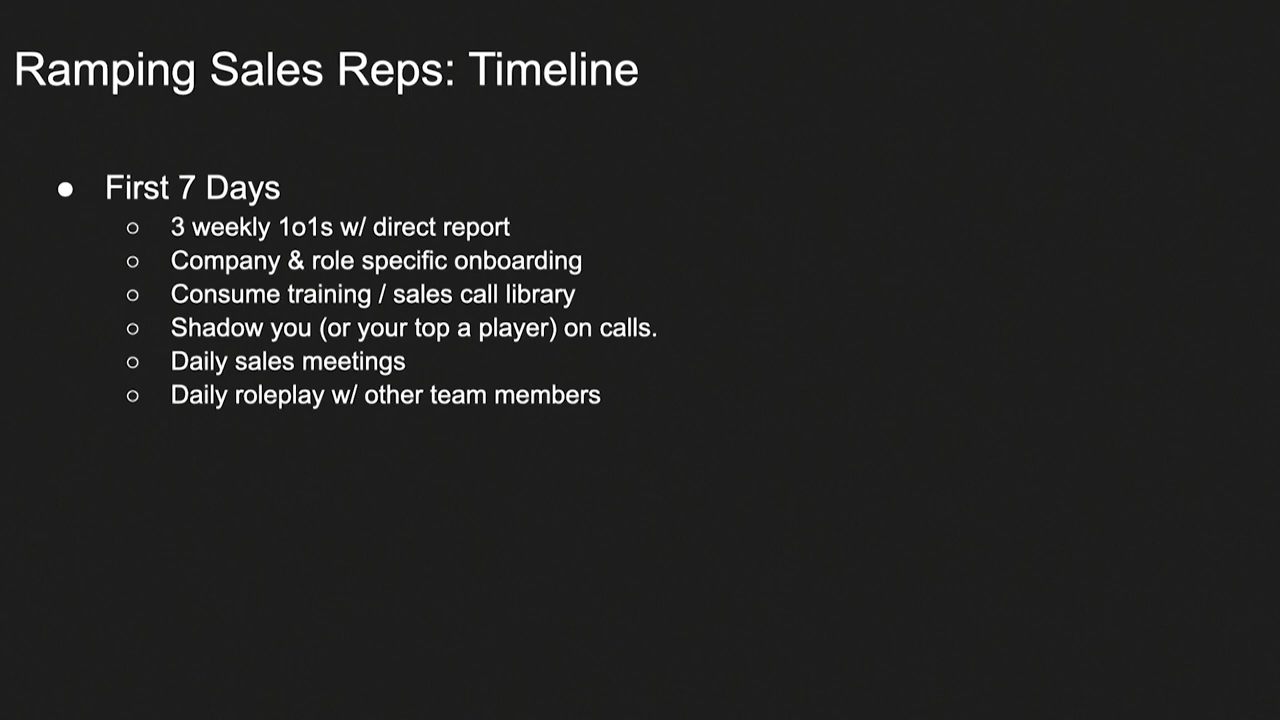 Ramping Sales Reps: Timeline
● First 7 Days
○ 3 weekly 1o1s w/ direct report
○ Company & role specific onboarding
○ Consume training / sales call library
○ Shadow you (or your top a player) on calls.
○ Daily sales meetings
○ Daily roleplay w/ other team members